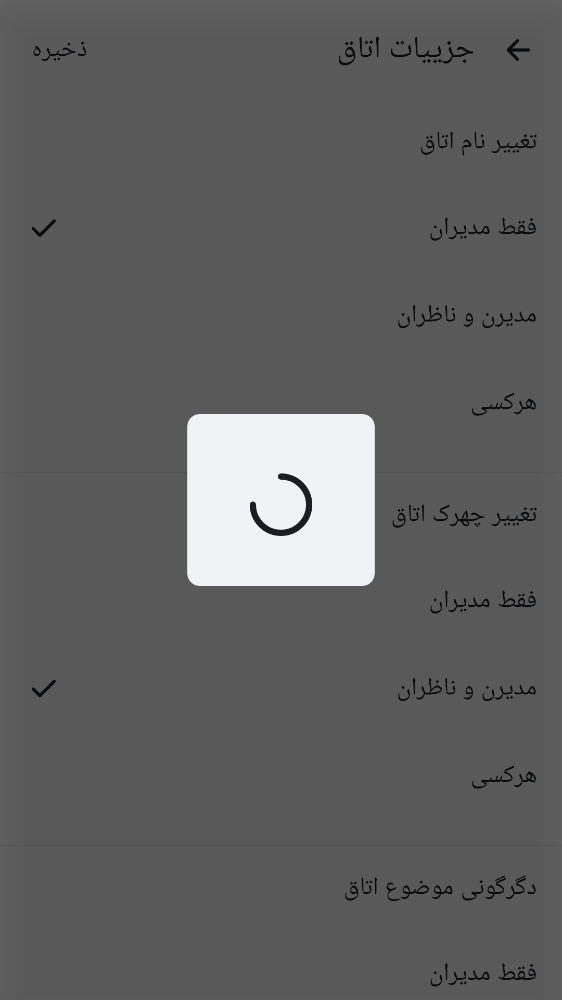 جزییات اتاق
ذخیره
تغییر نام اتاق
فقط مدیران
مدیرن و ناظران
هرکسی
تغییر چهرک اتاق
فقط مدیران
مدیرن و ناظران
هرکسی
دگرگونی موضوع اتاق
فقط مدیران